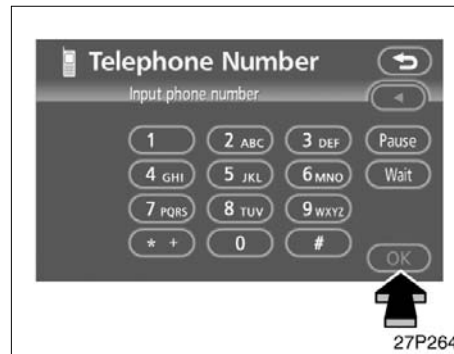 Telephone Number
Input phone number
1 2 ABC 3 DEF Pause
4 GHI 5 JKL 6 MNO Wait
7 PQRS 8 TUV 9 WXYZ
* + 0 #
OK
27P264